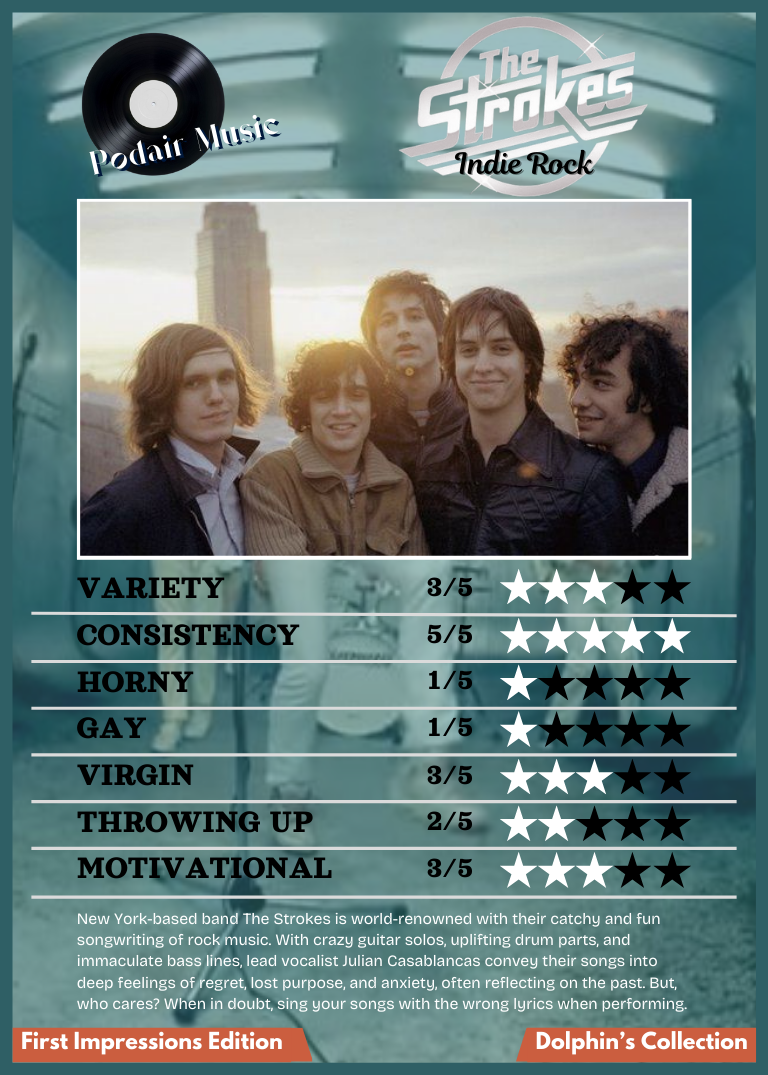 Podair Music
The
Strokes
Indie Rock
VARIETY 3/5
CONSISTENCY 5/5
HORNY 1/5
GAY 1/5
VIRGIN 3/5
THROWING UP 2/5
MOTIVATIONAL 3/5
New York-based band The Strokes is world-renowned with their catchy and fun
songwriting of rock music. With crazy guitar solos, uplifting drum parts, and
immaculate bass lines, lead vocalist Julian Casablancas convey their songs into
deep feelings of regret, lost purpose, and anxiety, often reflecting on the past. But,
who cares? When in doubt, sing your songs with the wrong lyrics when performing.
First Impressions Edition
Dolphin's Collection